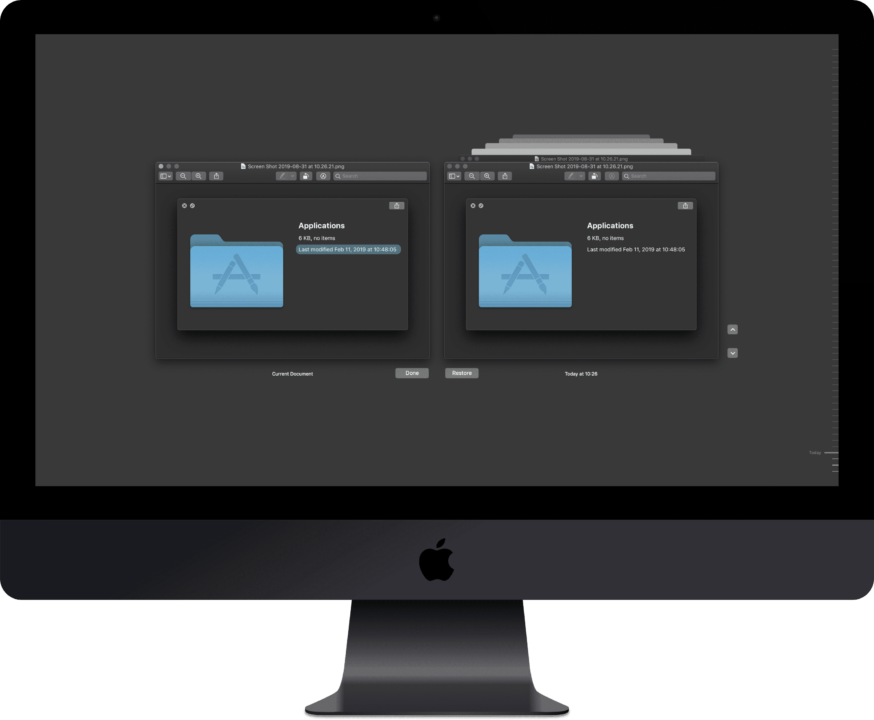 Screen Shot 2019-08-31 at 10.26.21.png
Search
Applications
6 KB, no items
Last modified Feb 11, 2019 at 10:48:05
Current Document
Done
Screen Shot 2019-08-31 at 10.26.21.png
Screen Shot 2019-08-31 at 10.26.21.png
Search
Applications
6 KB, no items
Last modified Feb 11, 2019 at 10:48:05
Restore
Today at 10:26
Today